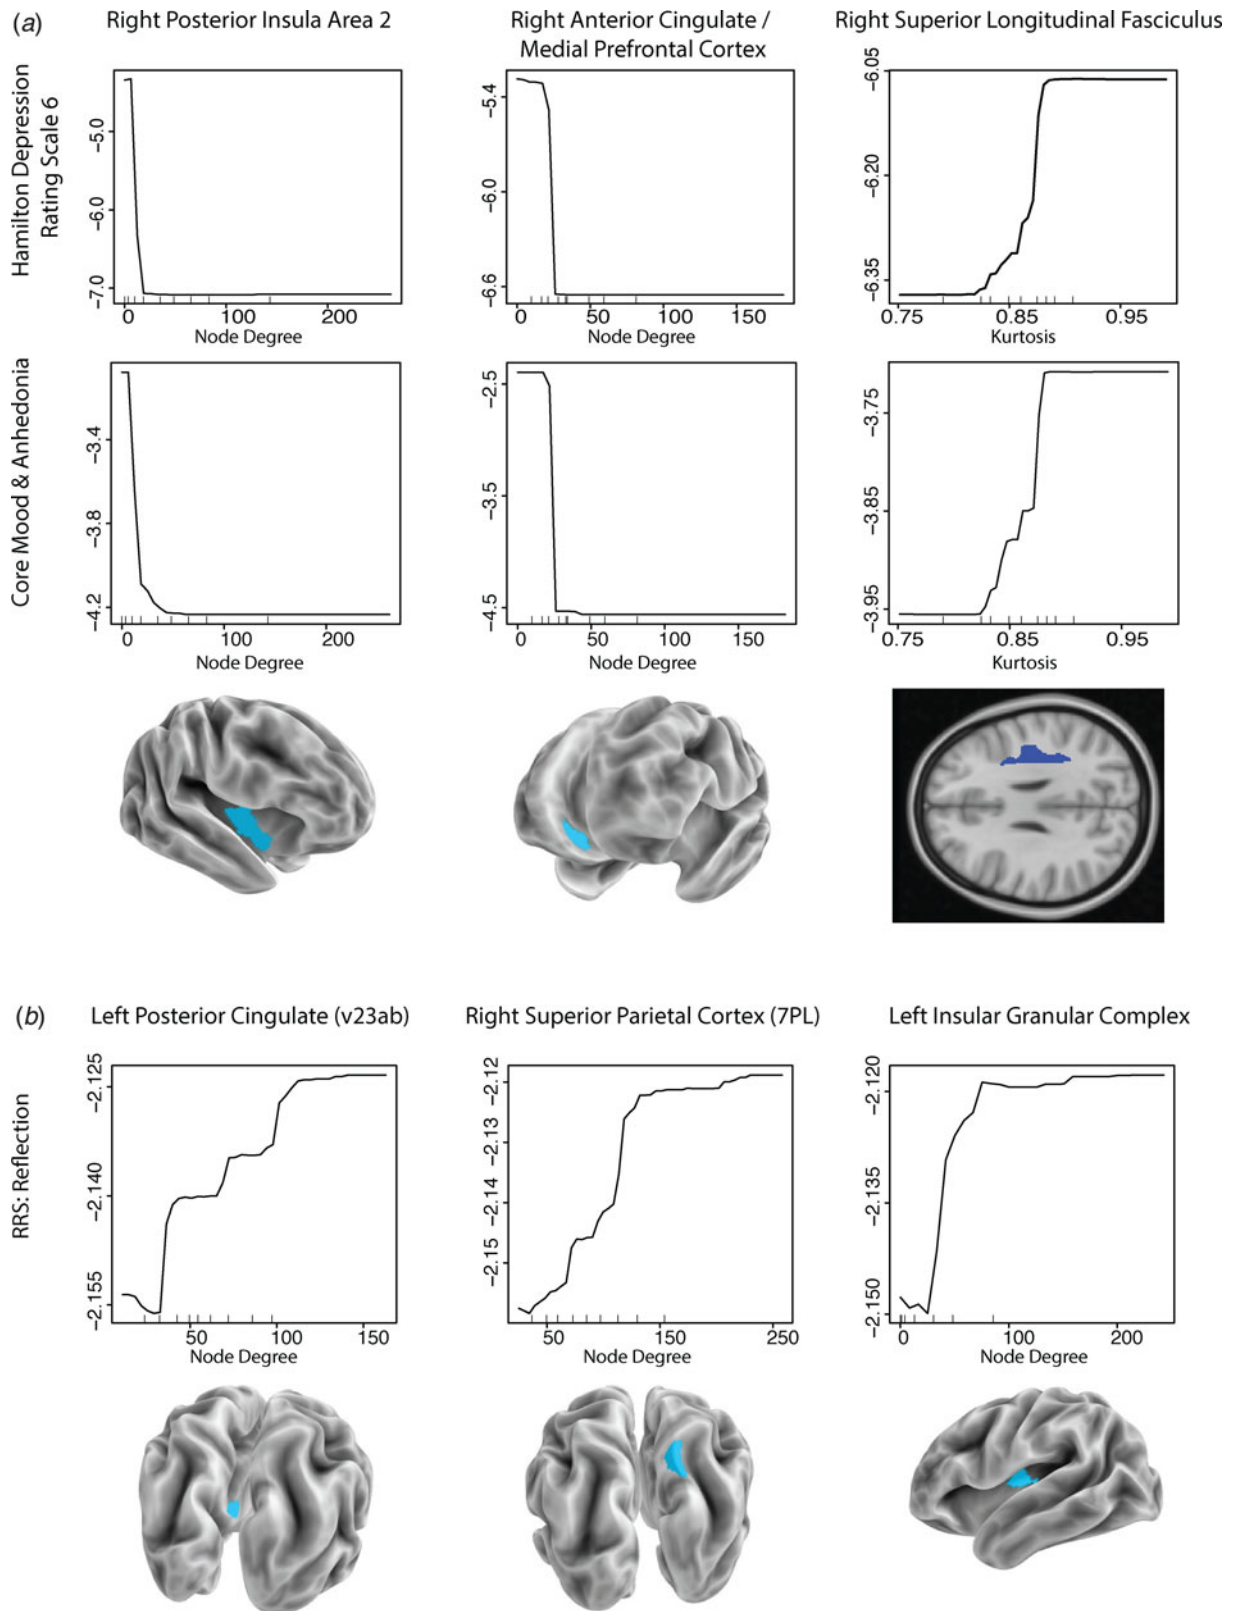 (a)
Right Posterior Insula Area 2
Right Anterior Cingulate /
Medial Prefrontal Cortex
Right Superior Longitudinal Fasciculus
Hamilton Depression
Rating Scale 6
−5.0
−6.0
−7.0
0 100 200
Node Degree
−5.4
−6.0
−6.6
0 50 100 150
Node Degree
−6.05
−6.20
−6.35
0.75 0.85 0.95
Kurtosis
Core Mood & Anhedonia
−3.4
−3.8
−4.2
0 100 200
Node Degree
−2.5
−3.5
−4.5
0 50 100 150
Node Degree
−3.75
−3.85
−3.95
0.75 0.85 0.95
Kurtosis
(b)
Left Posterior Cingulate (v23ab)
Right Superior Parietal Cortex (7PL)
Left Insular Granular Complex
RRS: Reflection
−2.125
−2.140
−2.155
50 100 150
Node Degree
−2.12
−2.13
−2.14
−2.15
50 150 250
Node Degree
−2.120
−2.135
−2.150
0 100 200
Node Degree